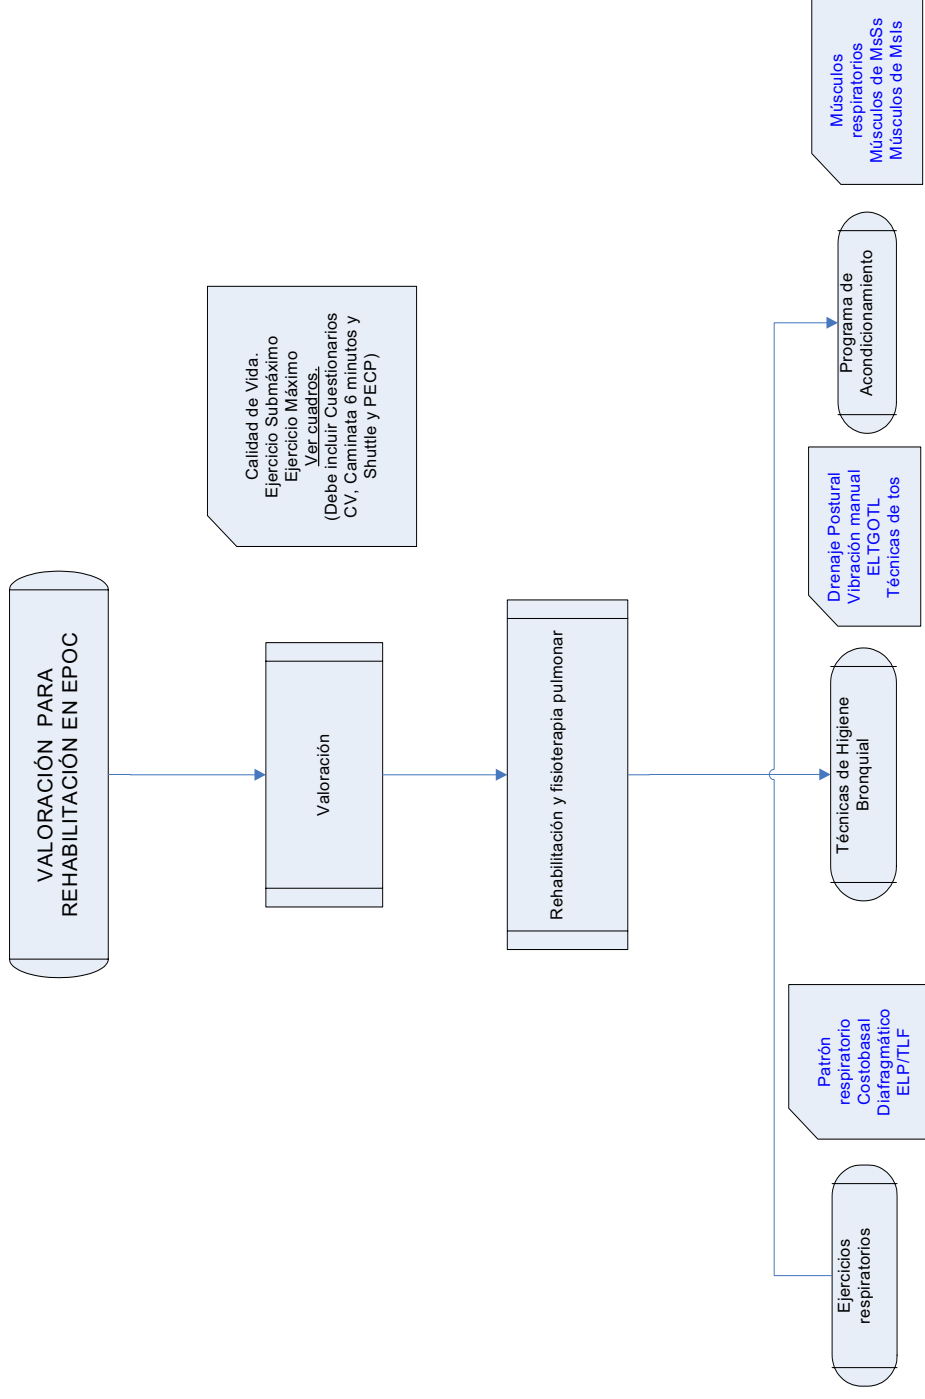 VALORACIÓN PARA
REHABILITACIÓN EN EPOC
Calidad de Vida.
Ejercicio Submáximo
Ejercicio Máximo
Ver cuadros.
(Debe incluir Cuestionarios
CV, Caminata 6 minutos y
Shuttle y PECP)
Valoración
Rehabilitación y fisioterapia pulmonar
Ejercicios
respiratorios
Patrón
respiratorio
Costobasal
Diafragmático
ELP/TLF
Técnicas de Higiene
Bronquial
Drenaje Postural
Vibración manual
ELTGOTL
Técnicas de tos
Programa de
Acondicionamiento
Músculos
respiratorios
Músculos de MsSs
Músculos de MsIs